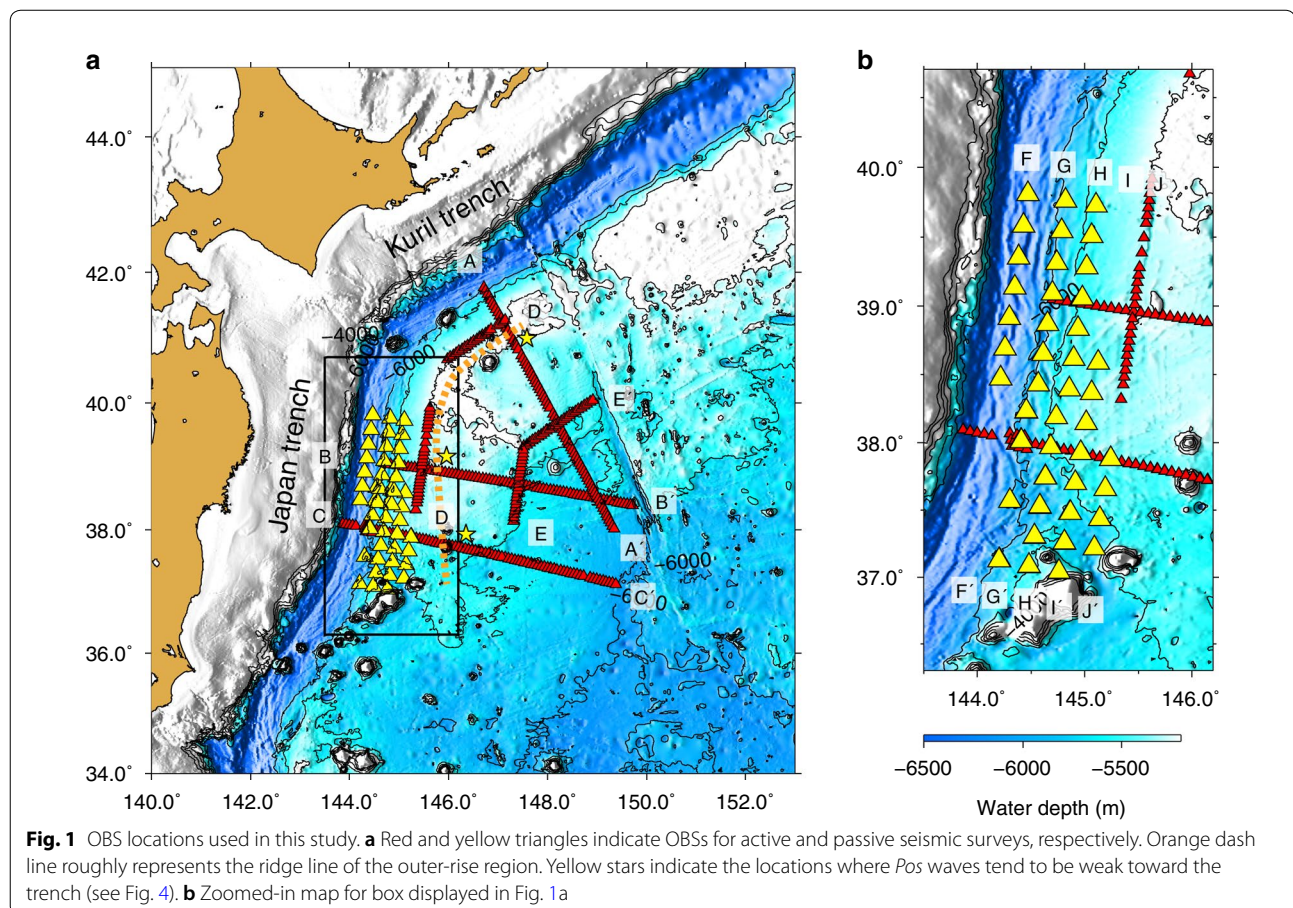 a
44.0°
42.0°
40.0°
38.0°
36.0°
34.0°
140.0°
142.0°
144.0°
146.0°
148.0°
150.0°
152.0°
Kuril trench
Japan trench
−4000
−6000
−6000
−6000
A
D´
E´
B
C
D
E
B´
A´
C´
b
40.0°
39.0°
38.0°
37.0°
144.0°
145.0°
146.0°
F
G
H
I
J
F´
G´
H´
I´
J´
−6500
−6000
−5500
Water depth (m)
Fig. 1 OBS locations used in this study. a Red and yellow triangles indicate OBSs for active and passive seismic surveys, respectively. Orange dash
line roughly represents the ridge line of the outer-rise region. Yellow stars indicate the locations where Pos waves tend to be weak toward the
trench (see Fig. 4). b Zoomed-in map for box displayed in Fig. 1a